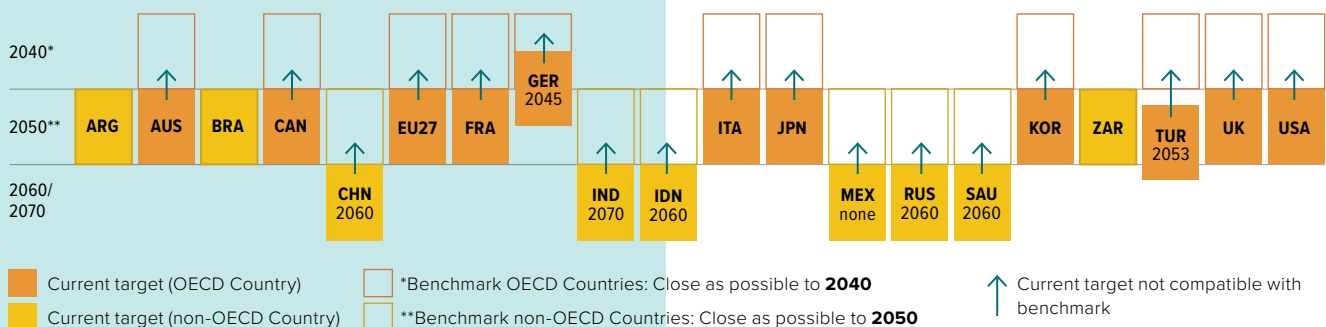 2040*
2050**
2060/
2070
ARG
AUS
BRA
CAN
CHN
2060
EU27
FRA
GER
2045
IND
2070
IDN
2060
ITA
JPN
MEX
none
RUS
2060
SAU
2060
KOR
ZAR
TUR
2053
UK
USA
Current target (OECD Country)
Current target (non-OECD Country)
*Benchmark OECD Countries: Close as possible to 2040
**Benchmark non-OECD Countries: Close as possible to 2050
Current target not compatible with
benchmark